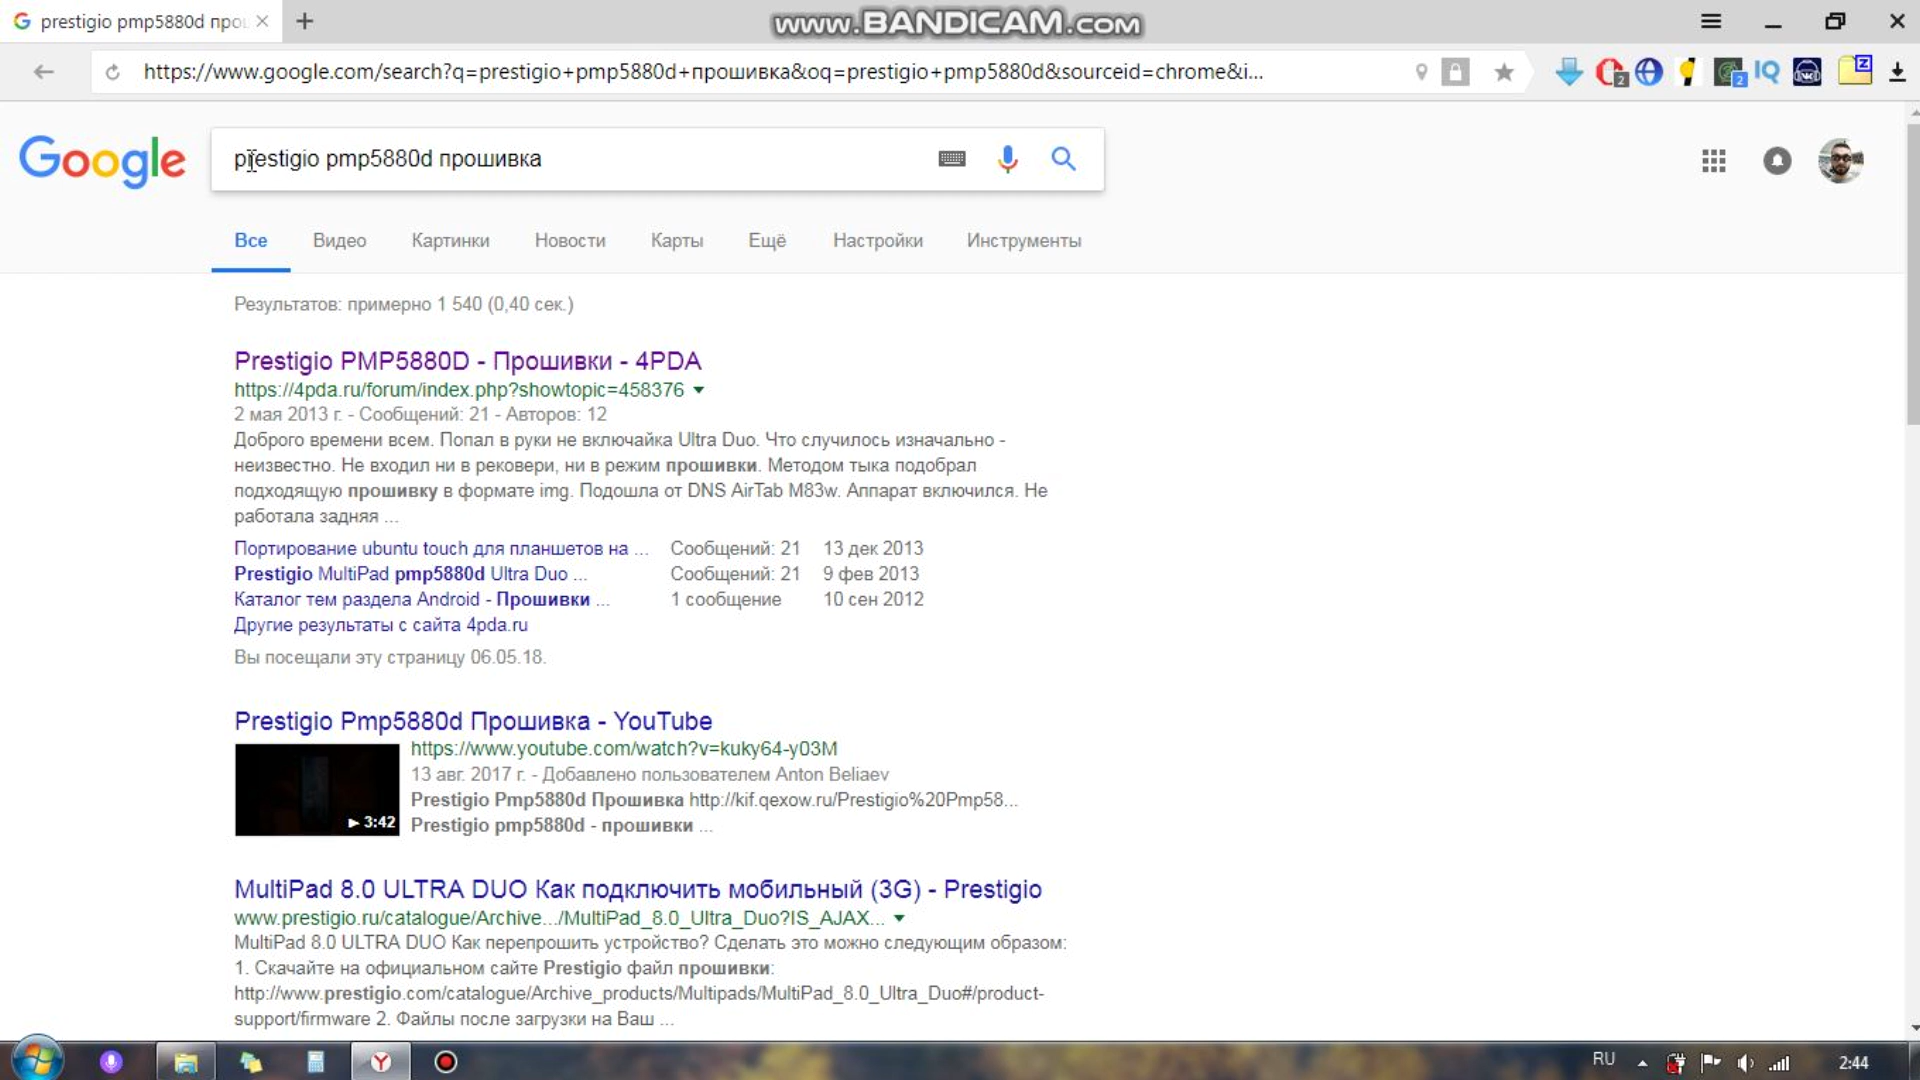 prestigio pmp5880d про
www.BANDICAM.com
https://www.google.com/search?q=prestigio+pmp5880d+прошивка&oq=prestigio+pmp5880d&sourceid=chrome&i...
2
2
IQ
Z
Google
prestigio pmp5880d прошивка
Все Видео Картинки Новости Карты Ещё Настройки Инструменты
Результатов: примерно 1 540 (0,40 сек.)
Prestigio PMP5880D - Прошивки - 4PDA
https://4pda.ru/forum/index.php?showtopic=458376
2 мая 2013 г. - Сообщений: 21 - Авторов: 12
Доброго времени всем. Попал в руки не включайка Ultra Duo. Что случилось изначально -
неизвестно. Не входил ни в рековери, ни в режим прошивки. Методом тыка подобрал
подходящую прошивку в формате img. Подошла от DNS AirTab M83w. Аппарат включился. Не
работала задняя ...
Портирование ubuntu touch для планшетов на ... Сообщений: 21 13 дек 2013
Prestigio MultiPad pmp5880d Ultra Duo ... Сообщений: 21 9 фев 2013
Каталог тем раздела Android - Прошивки ... 1 сообщение 10 сен 2012
Другие результаты с сайта 4pda.ru
Вы посещали эту страницу 06.05.18.
Prestigio Pmp5880d Прошивка - YouTube
https://www.youtube.com/watch?v=kuky64-y03M
13 авг. 2017 г. - Добавлено пользователем Anton Beliaev
Prestigio Pmp5880d Прошивка http://kif.qexow.ru/Prestigio%20Pmp58...
3:42
Prestigio pmp5880d - прошивки ...
MultiPad 8.0 ULTRA DUO Как подключить мобильный (3G) - Prestigio
www.prestigio.ru/catalogue/Archive.../MultiPad_8.0_Ultra_Duo?IS_AJAX...
MultiPad 8.0 ULTRA DUO Как перепрошить устройство? Сделать это можно следующим образом:
1. Скачайте на официальном сайте Prestigio файл прошивки:
http://www.prestigio.com/catalogue/Archive_products/Multipads/MultiPad_8.0_Ultra_Duo#/product-
support/firmware 2. Файлы после загрузки на Ваш ...
RU
2:44